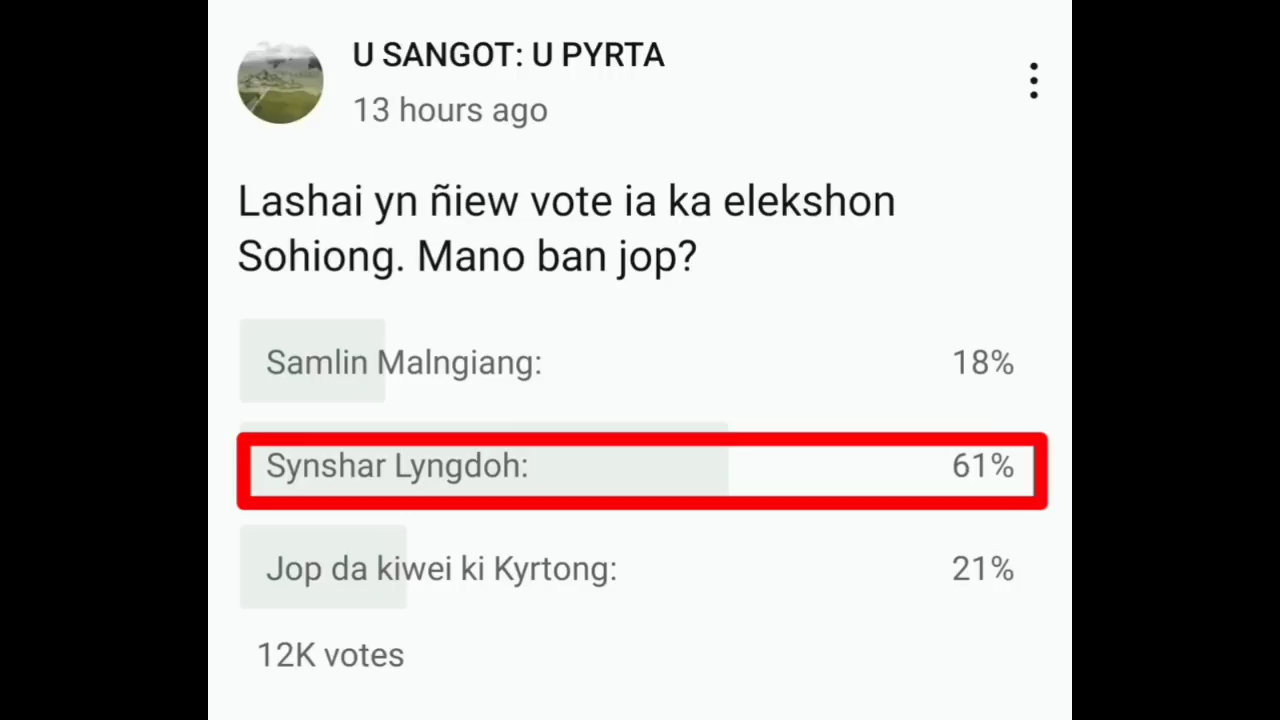 U SANGOT: U PYRTA
13 hours ago
Lashai yn ñiew vote ia ka elekshon
Sohiong. Mano ban jop?
Samlin Malngiang: 18%
Synshar Lyngdoh: 61%
Jop da kiwei ki Kyrtong: 21%
12K votes